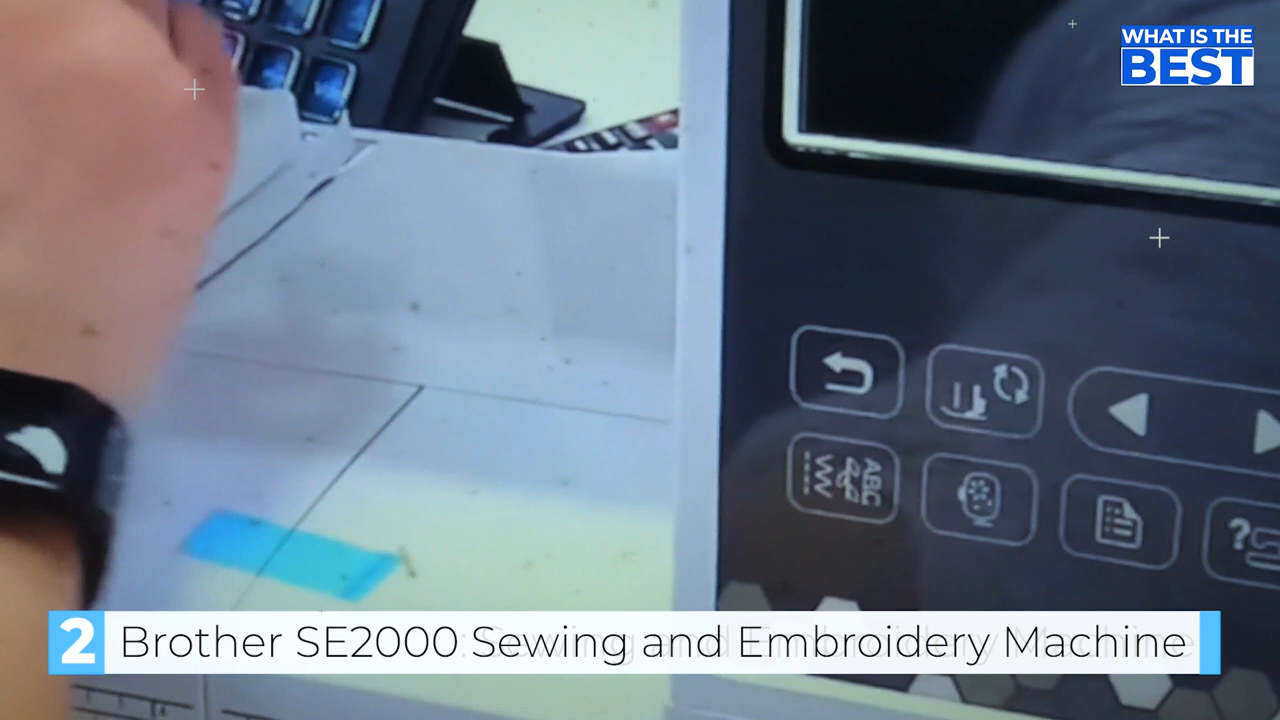 WHAT IS THE
BEST
ABC
?
2 Brother SE2000 Sewing and Embroidery Machine